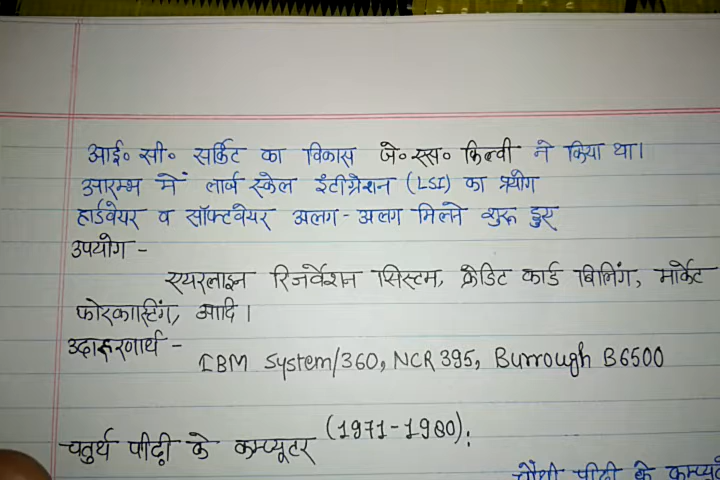 आई॰ सी॰ सर्किट का विकास जे॰ एस॰ किल्वी ने किया था।
आरम्भ में लार्ज स्केल इंटीग्रेशन (LSI) का प्रयोग
हार्डवेयर व सॉफ्टवेयर अलग-अलग मिलने शुरू हुए
उपयोग -
एयरलाइन रिजर्वेशन सिस्टम, क्रेडिट कार्ड बिलिंग, मार्केट
फोरकास्टिंग, आदि।
उदाहरणार्थ -
IBM System/360, NCR 395, Burrough B6500
चतुर्थ पीढ़ी के कम्प्यूटर (1971-1980):
चौथी पीढ़ी के